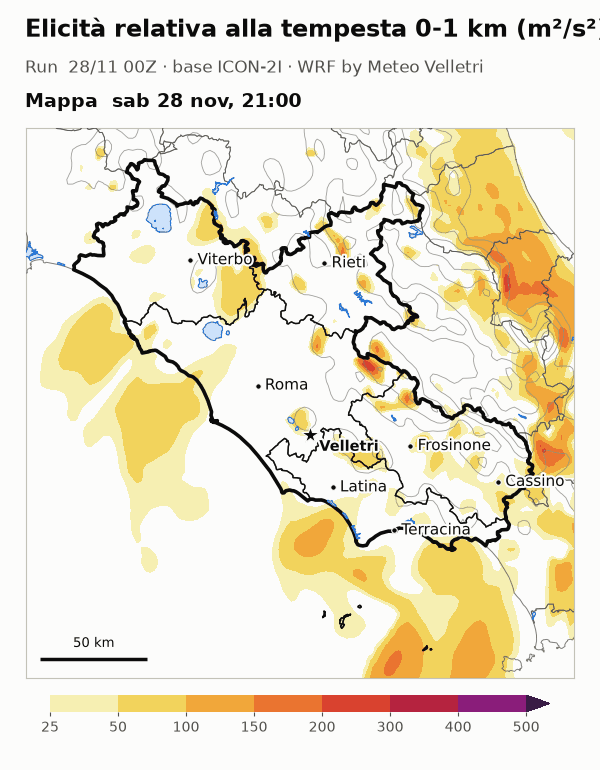 Elicità relativa alla tempesta 0-1 km (m²/s²)
Run 28/11 00Z · base ICON-2I · WRF by Meteo Velletri
Mappa sab 28 nov, 21:00
Viterbo
Rieti
Roma
Velletri
Frosinone
Cassino
Latina
Terracina
50 km
25 50 100 150 200 300 400 500